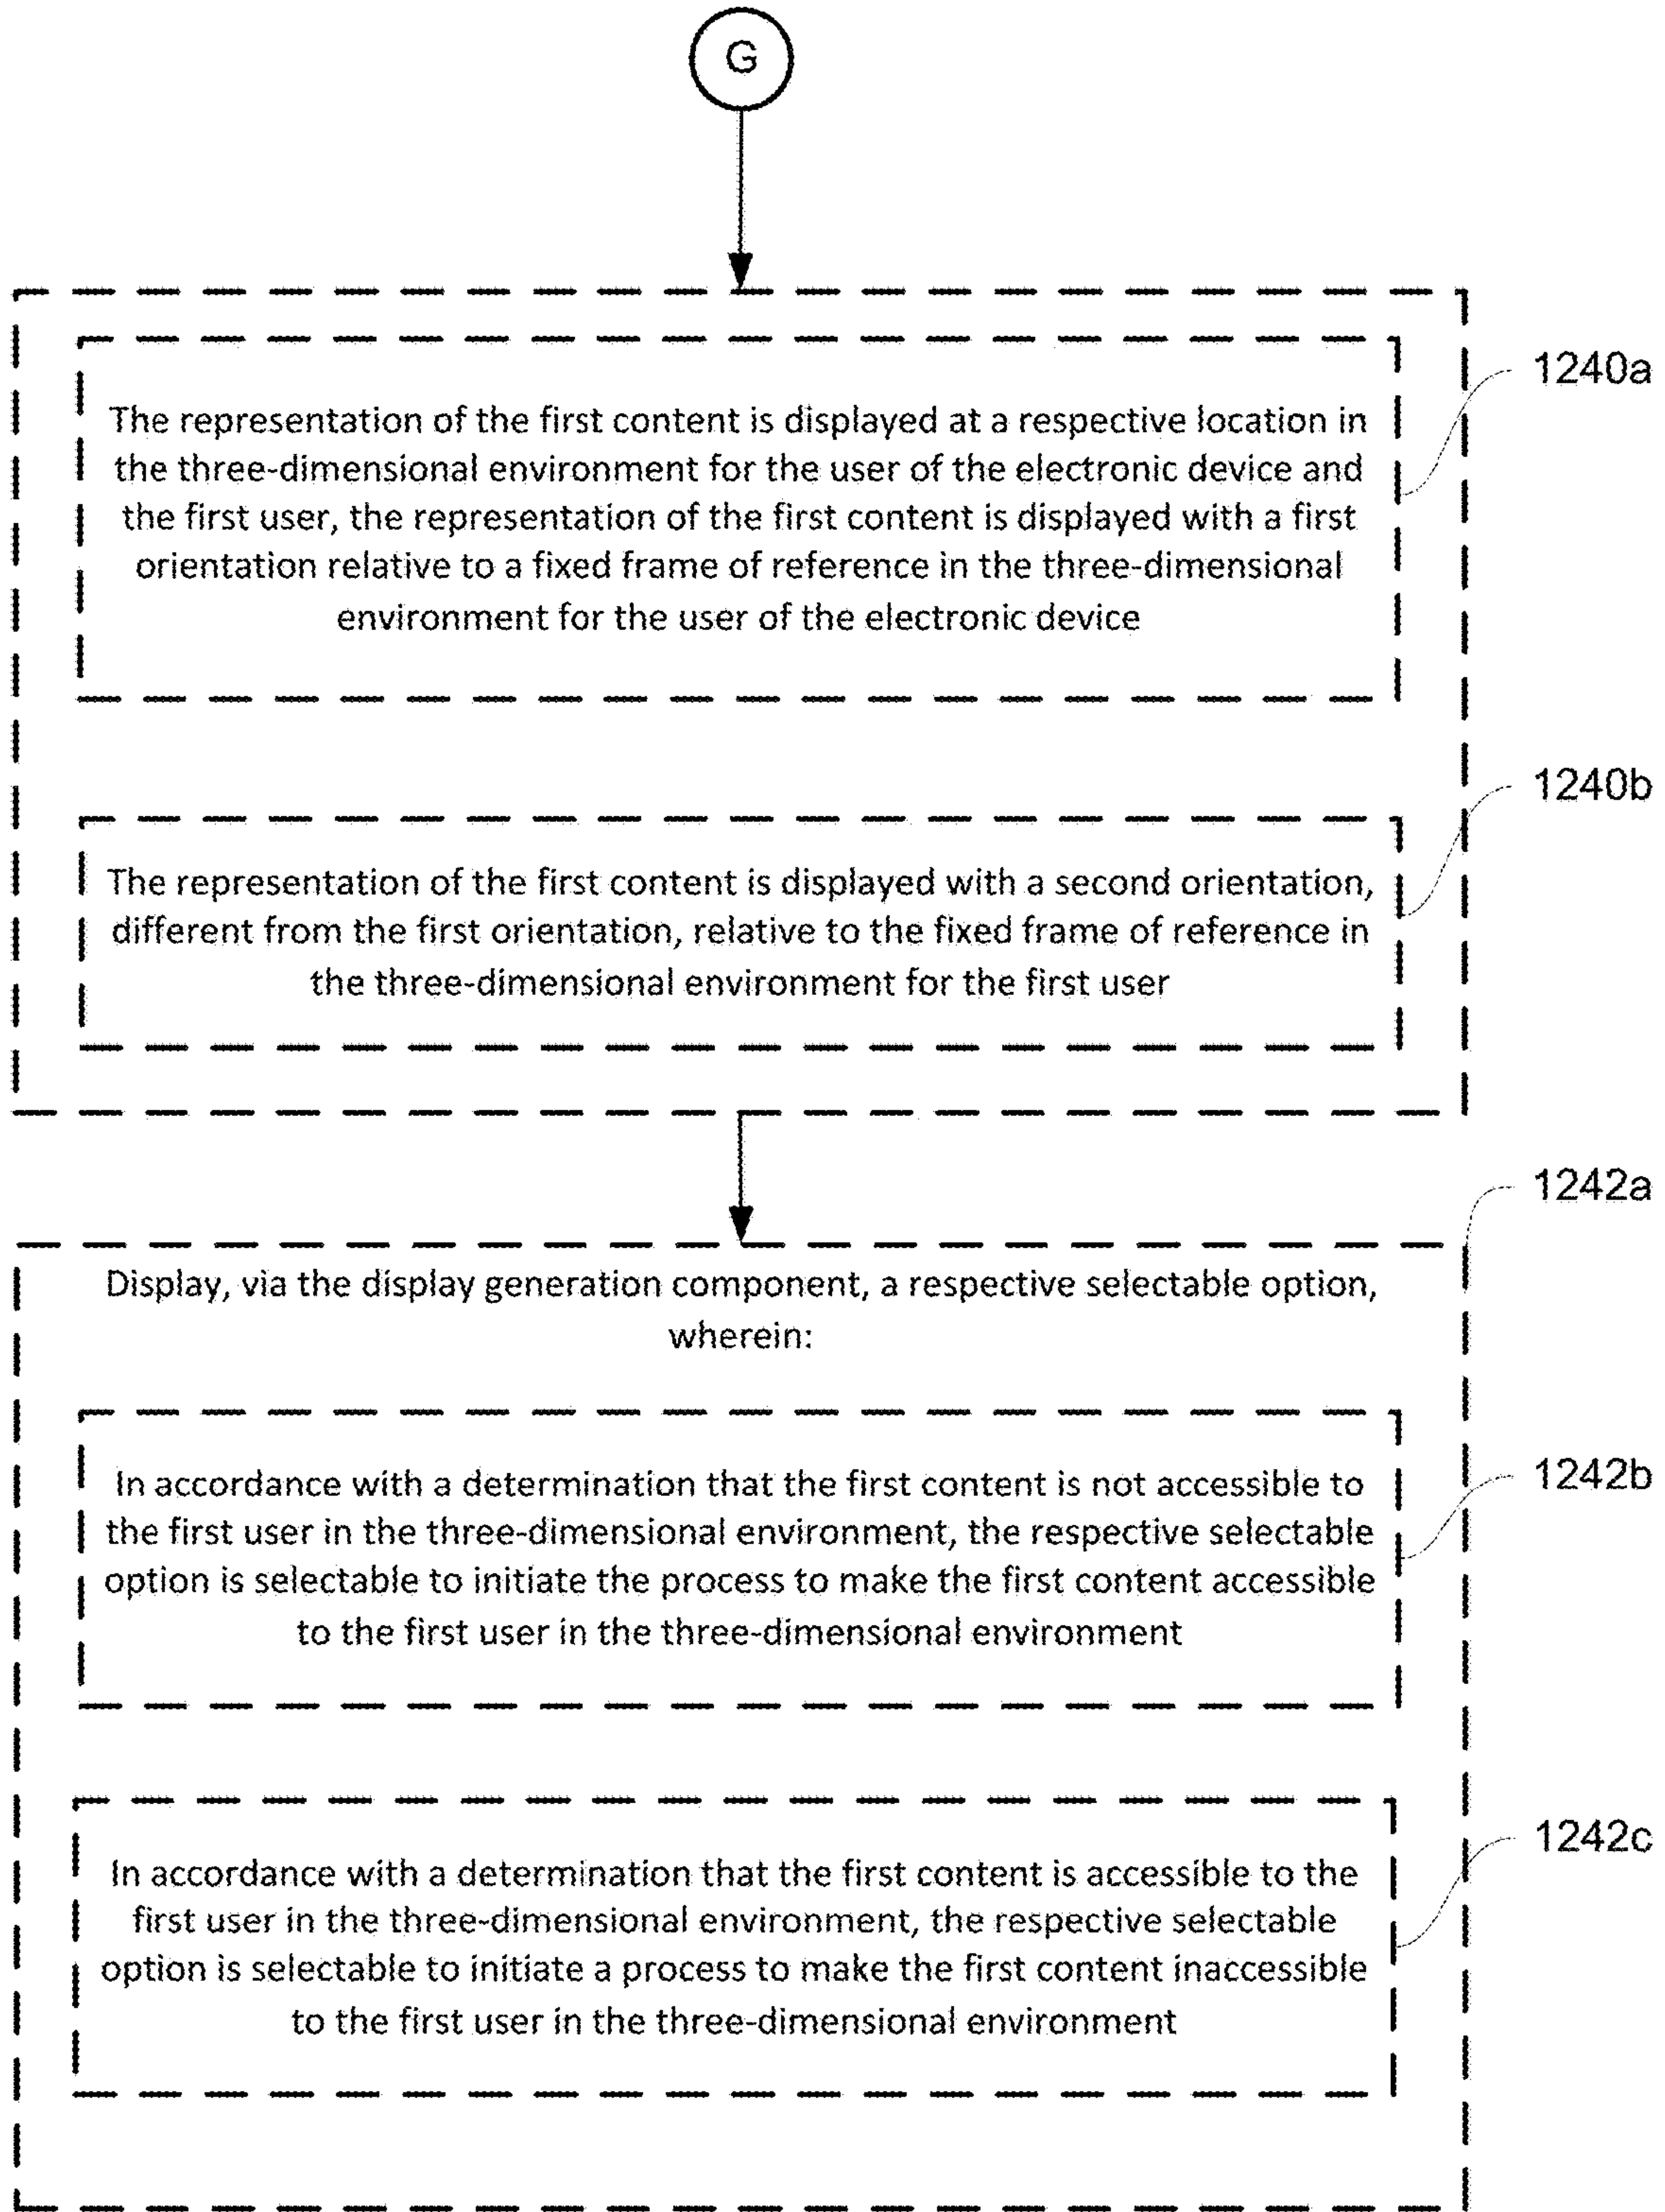 G
The representation of the first content is displayed at a respective location in
the three-dimensional environment for the user of the electronic device and
the first user, the representation of the first content is displayed with a first
orientation relative to a fixed frame of reference in the three-dimensional
environment for the user of the electronic device
1240a
The representation of the first content is displayed with a second orientation,
different from the first orientation, relative to the fixed frame of reference in
the three-dimensional environment for the first user
1240b
1242a
Display, via the display generation component, a respective selectable option,
wherein:
In accordance with a determination that the first content is not accessible to
the first user in the three-dimensional environment, the respective selectable
option is selectable to initiate the process to make the first content accessible
to the first user in the three-dimensional environment
1242b
In accordance with a determination that the first content is accessible to the
first user in the three-dimensional environment, the respective selectable
option is selectable to initiate a process to make the first content inaccessible
to the first user in the three-dimensional environment
1242c